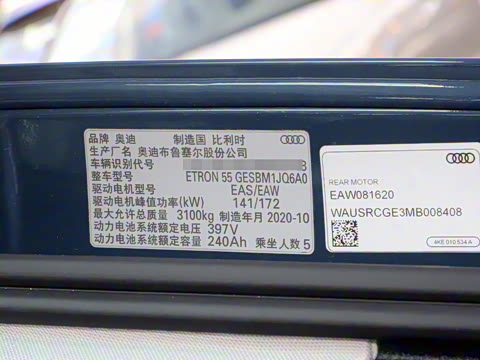 品牌 奥迪 制造国 比利时
生产厂名 奥迪布鲁塞尔股份公司
车辆识别代号 3
整车型号 ETRON 55 GESBM1JQ6A0
驱动电机型号 EAS/EAW
驱动电机峰值功率(kW) 141/172
最大允许总质量 3100kg 制造年月 2020-10
动力电池系统额定电压 397V
动力电池系统额定容量 240Ah 乘坐人数 5
REAR MOTOR
EAW081620
WAUSRCGE3MB008408
4KE 010 534 A